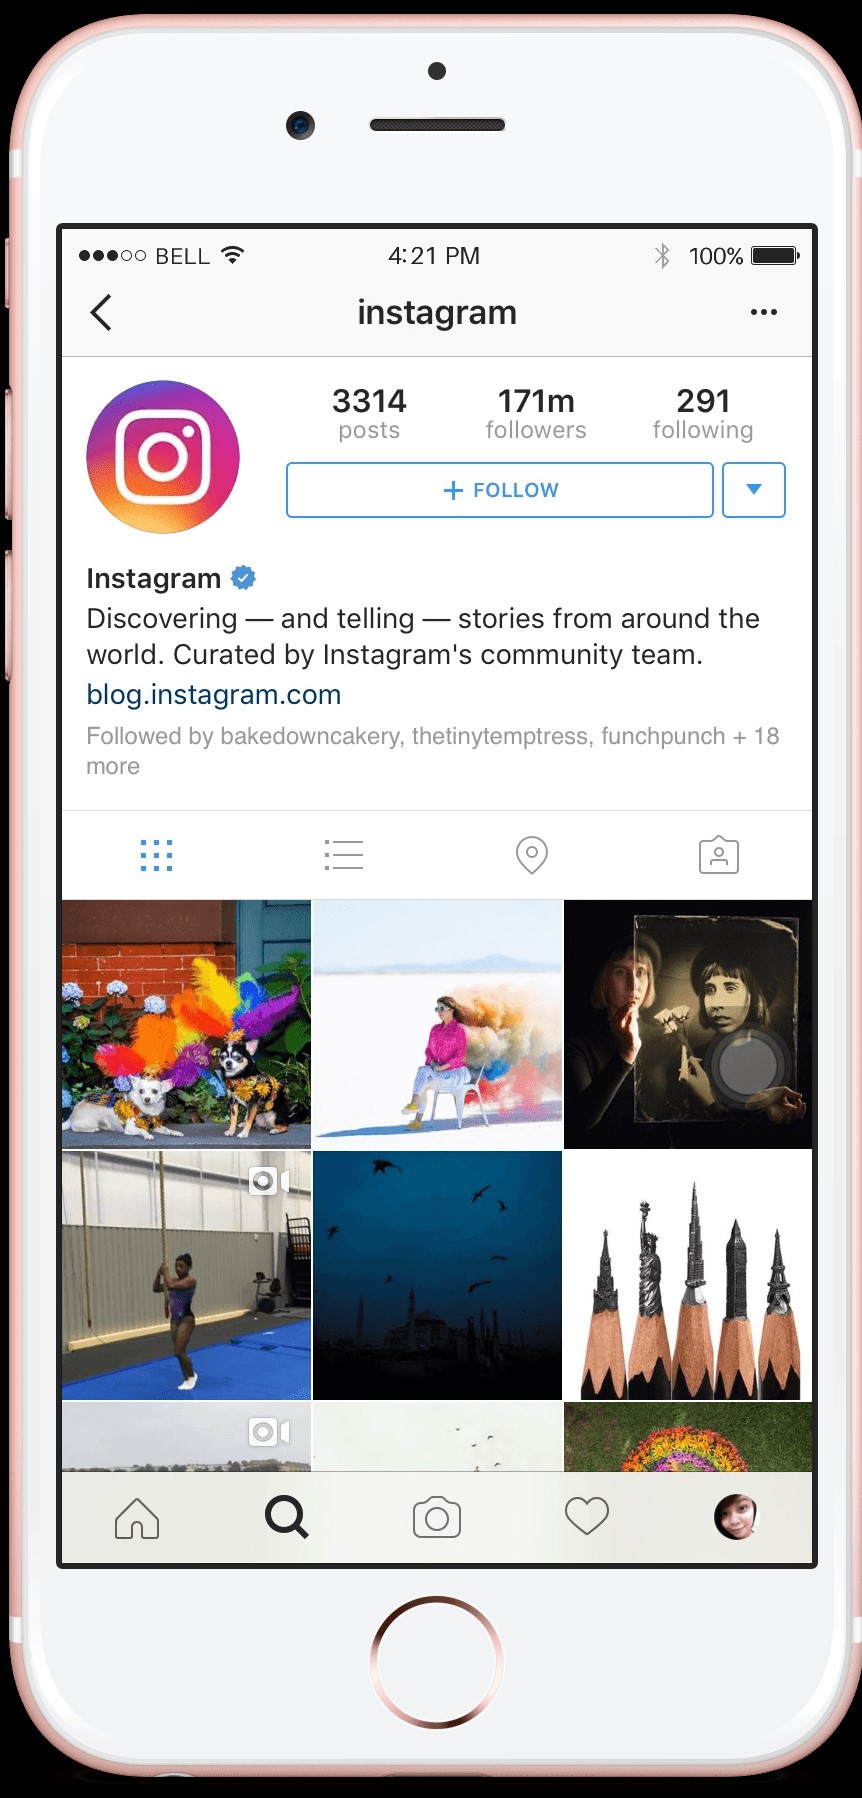 BELL 4:21 PM 100%
instagram
3314 171m 291
posts followers following
+ FOLLOW
Instagram
Discovering — and telling — stories from around the
world. Curated by Instagram's community team.
blog.instagram.com
Followed by bakedowncakery, thetinytemptress, funchpunch + 18
more